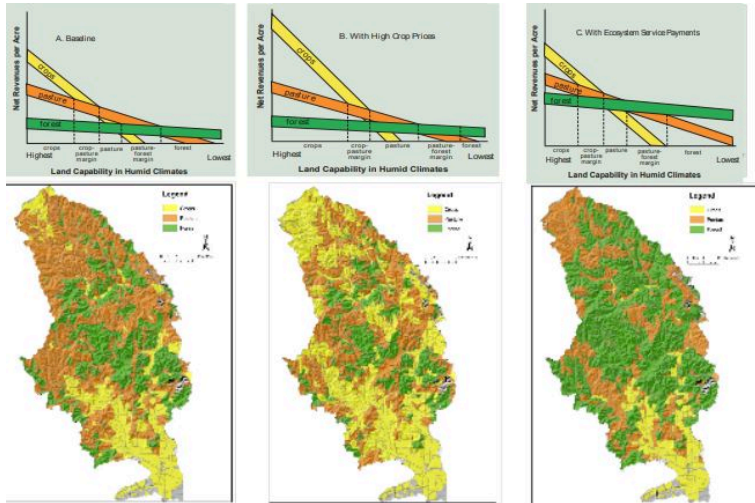 A. Baseline
Net Revenues per Acre
crops
pasture
forest
crops
crop-
pasture
margin
pasture
pasture-
forest
margin
forest
Highest
Lowest
Land Capability in Humid Climates
B. With High Crop Prices
Net Revenues per Acre
crops
pasture
forest
crops
crop-
pasture
margin
pasture
pasture-
forest
margin
forest
Highest
Lowest
Land Capability in Humid Climates
C. With Ecosystem Service Payments
Net Revenues per Acre
crops
pasture
forest
crops
crop-
pasture
margin
pasture
pasture-
forest
margin
forest
Highest
Lowest
Land Capability in Humid Climates
Legend
Legend
Legend